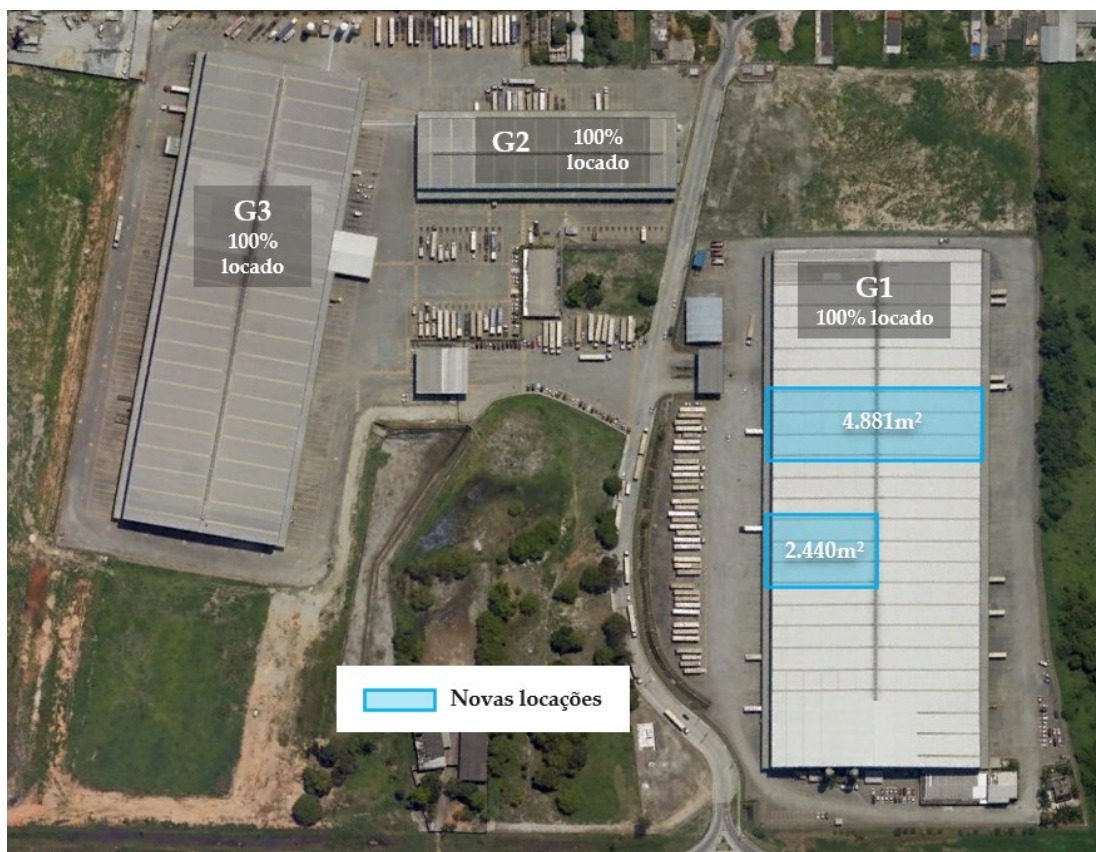 G2
100%
locado
G3
100%
locado
G1
100% locado
4.881m²
2.440m²
Novas locações